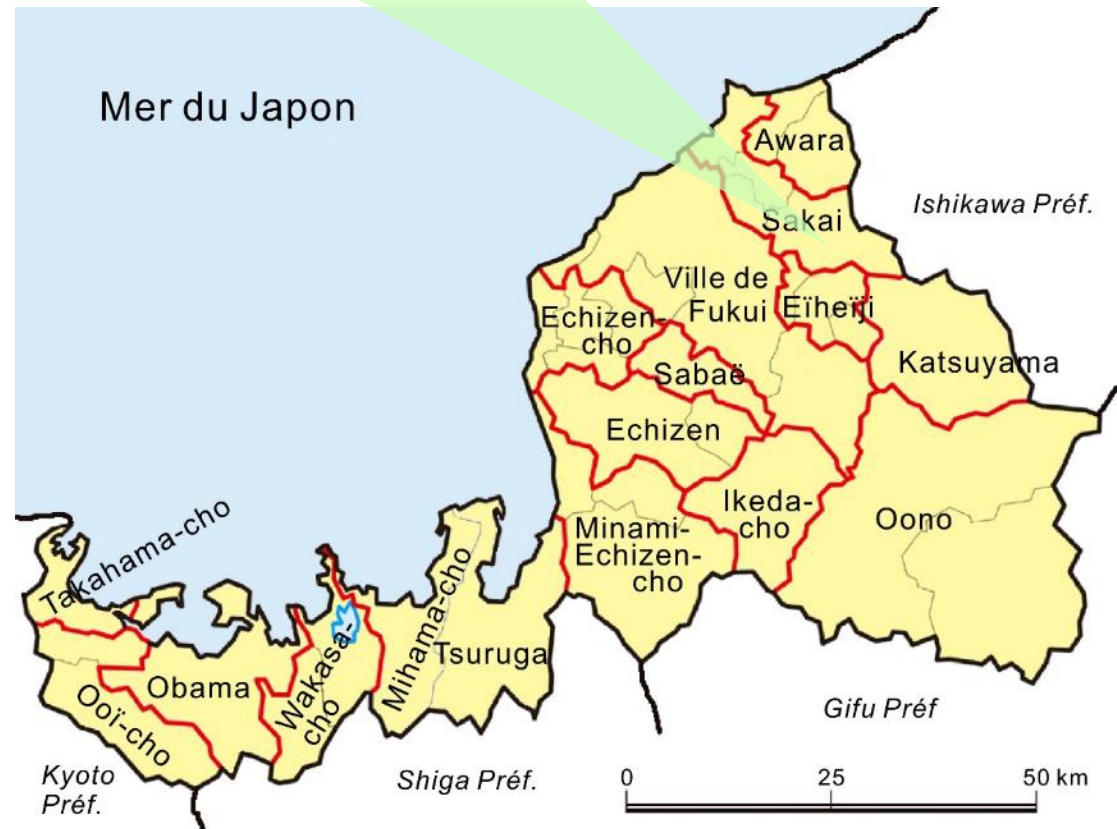 Mer du Japon
Awara
Ishikawa Préf.
Sakai
Ville de
Fukui
Eïheïji
Echizen-
cho
Katsuyama
Sabaë
Echizen
Ikeda-
cho
Oono
Minami-
Echizen-
cho
Takahama-cho
Mihama-cho
Wakasa-
cho
Tsuruga
Obama
Ooï-cho
Gifu Préf
Kyoto
Préf.
Shiga Préf.
0 25 50 km